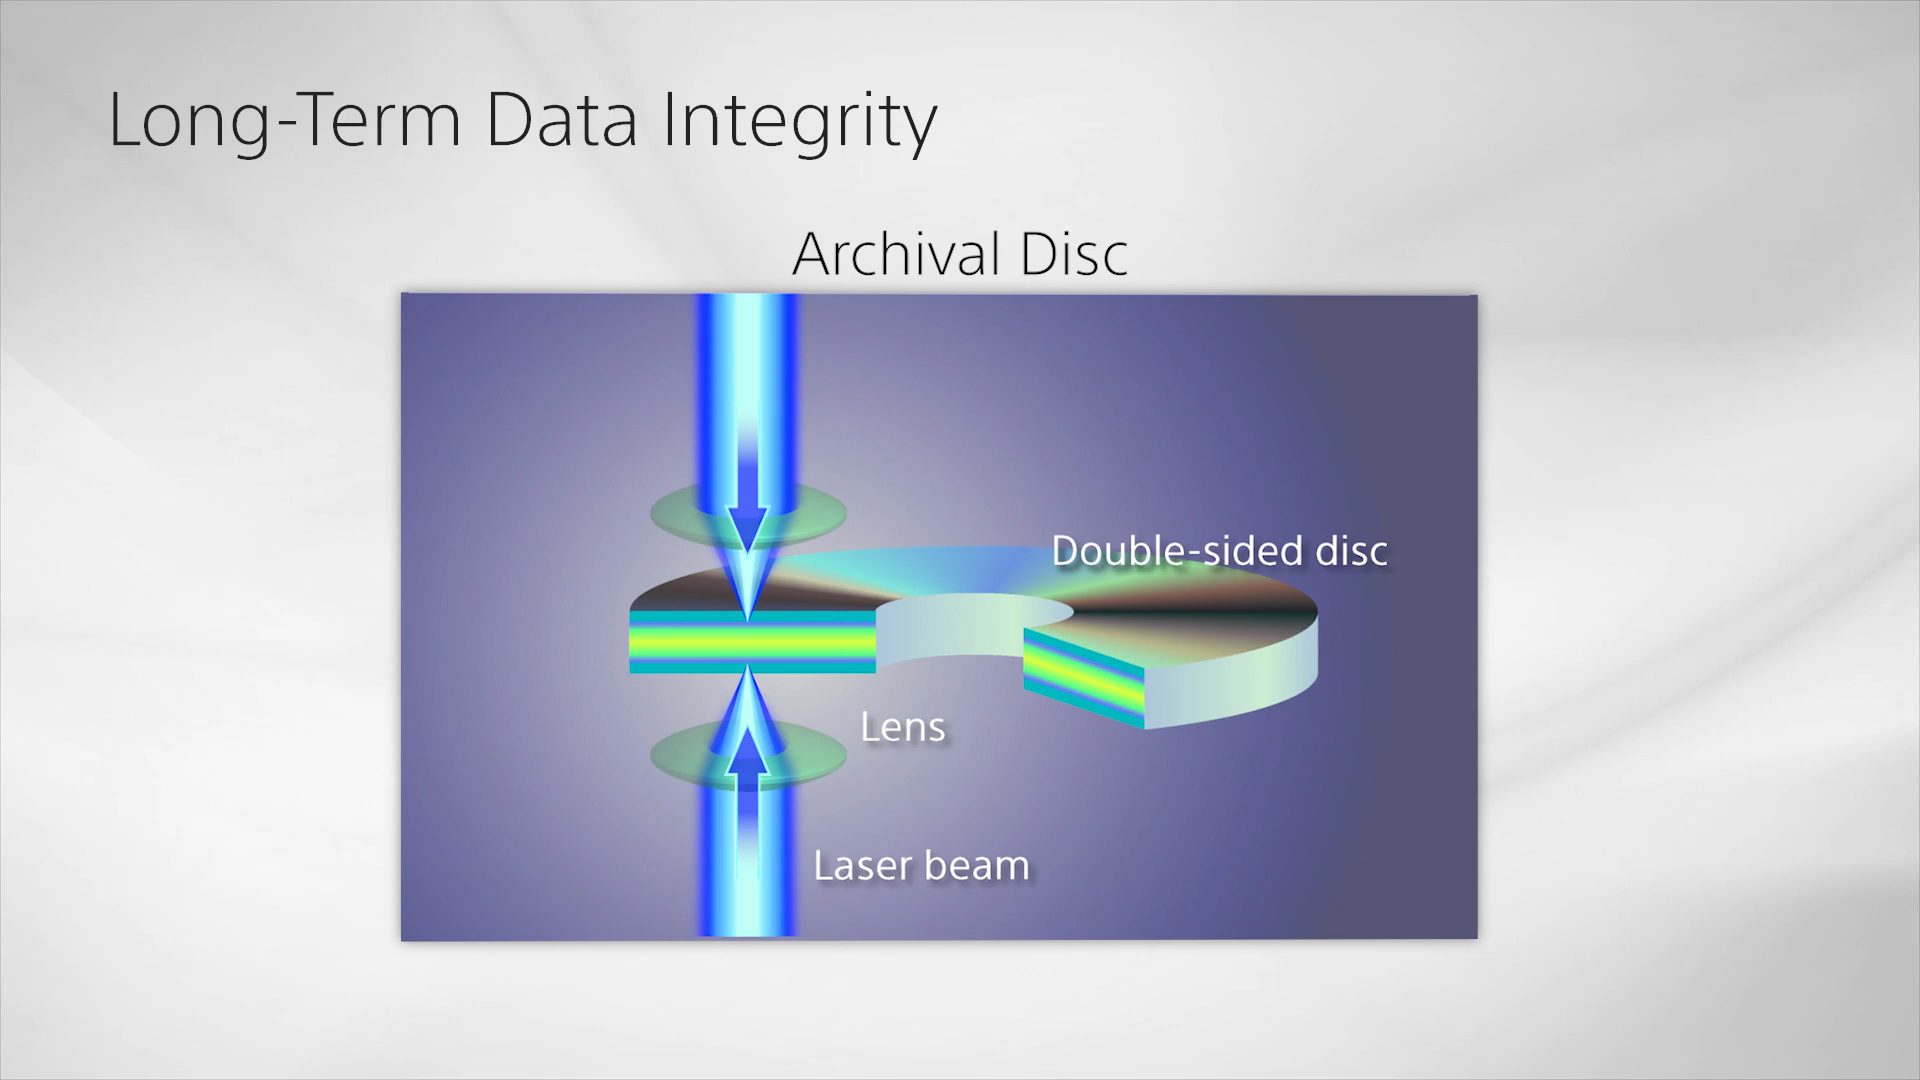 Long-Term Data Integrity
Archival Disc
Double-sided disc
Lens
Laser beam